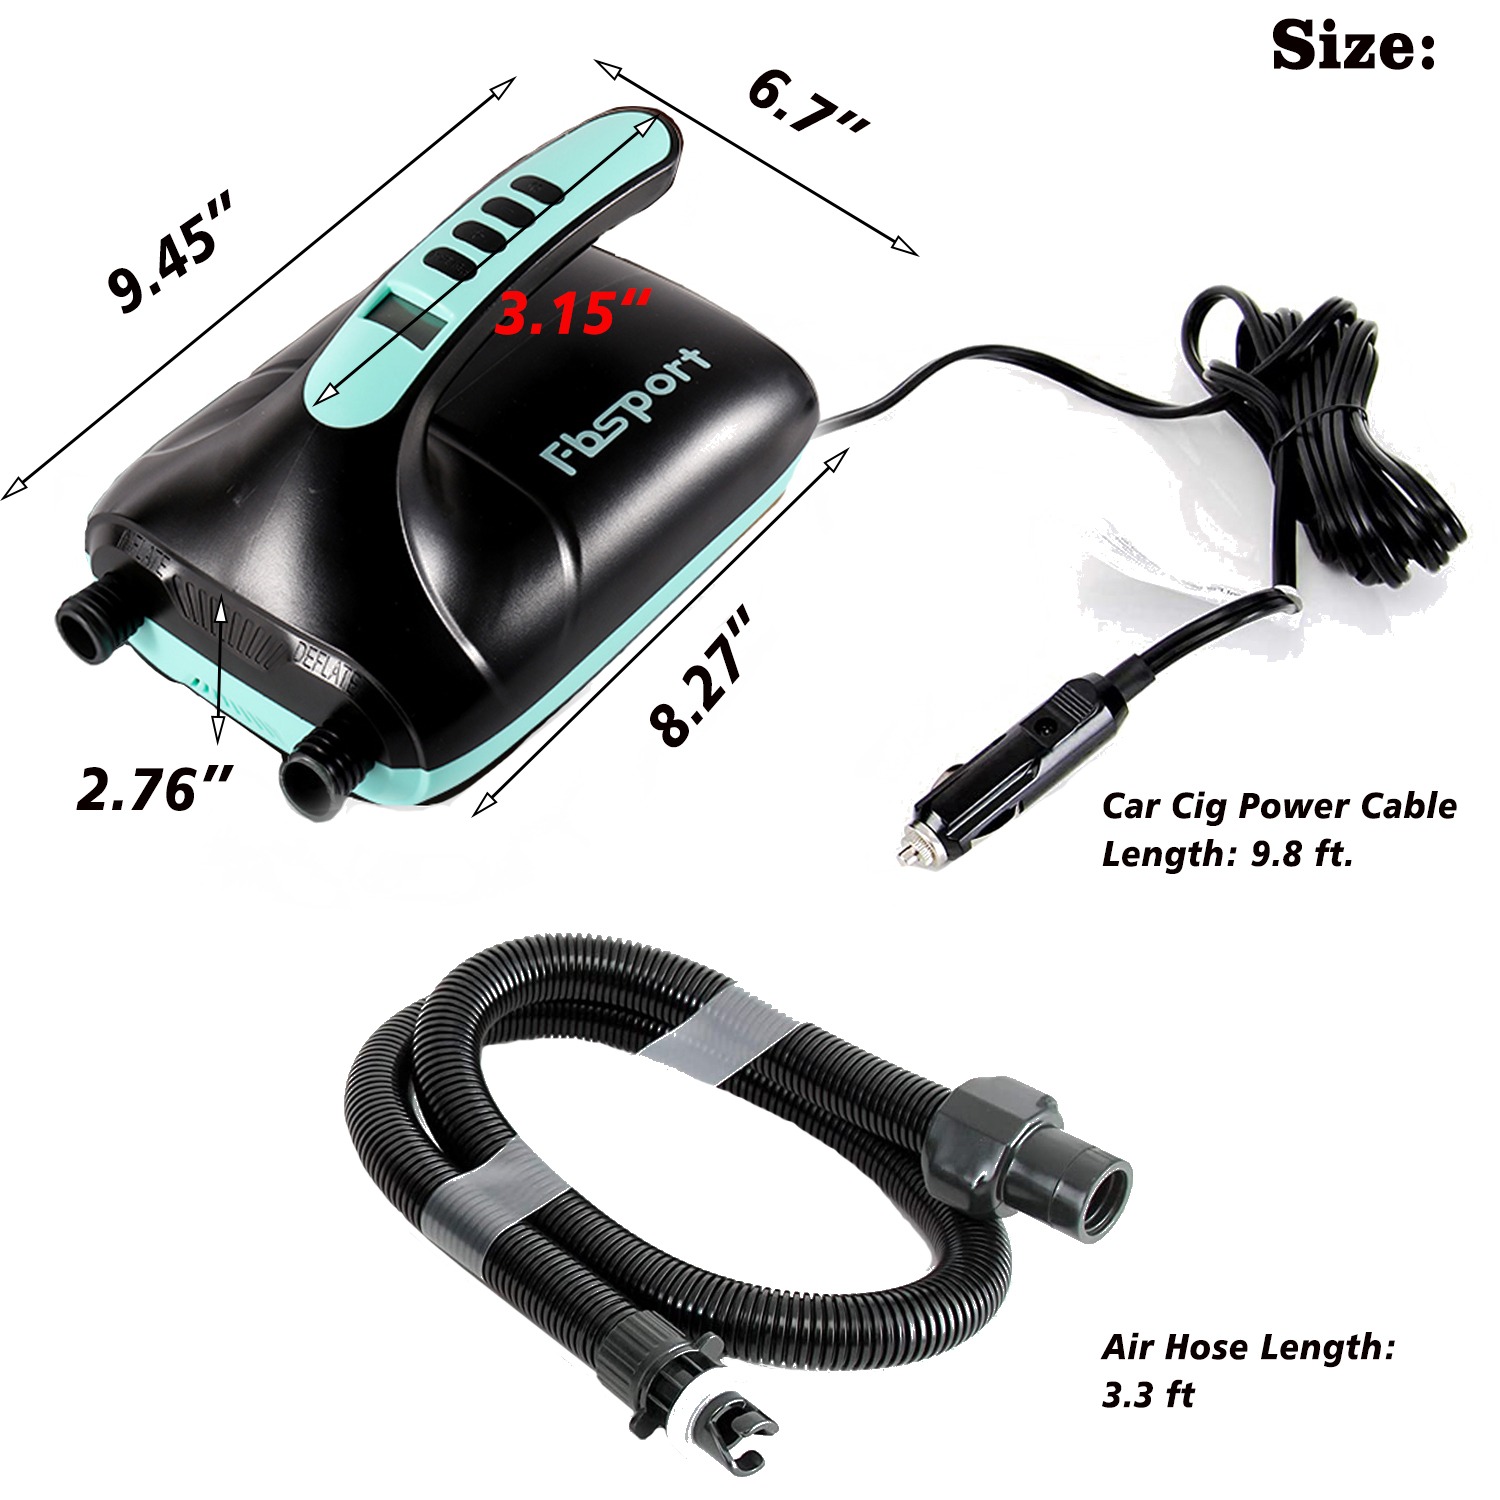 Size:
6.7”
9.45”
3.15“
Fbsport
INFLATE
DEFLATE
8.27”
2.76”
Car Cig Power Cable
Length: 9.8 ft.
Air Hose Length:
3.3 ft